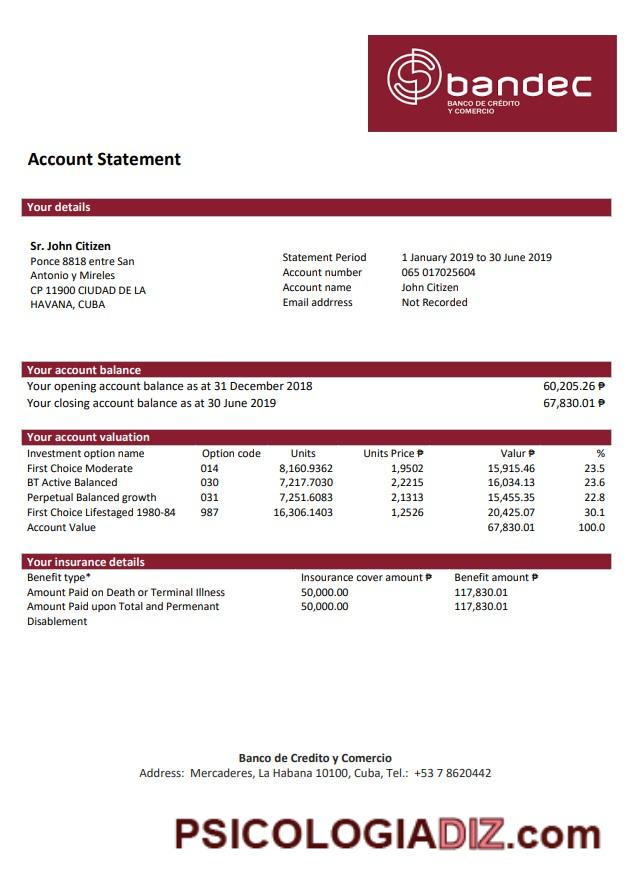 bandec
BANCO DE CRÉDITO
Y COMERCIO
Account Statement
Your details
Sr. John Citizen
Ponce 8818 entre San
Antonio y Mireles
CP 11900 CIUDAD DE LA
HAVANA, CUBA
Statement Period 1 January 2019 to 30 June 2019
Account number 065 017025604
Account name John Citizen
Email addrress Not Recorded
Your account balance
Your opening account balance as at 31 December 2018 60,205.26 ₱
Your closing account balance as at 30 June 2019 67,830.01 ₱
Your account valuation
Investment option name Option code Units Units Price ₱ Value ₱ %
First Choice Moderate 014 8,160.9362 1,9502 15,915.46 23.5
BT Active Balanced 030 7,217.7030 2,2215 16,034.13 23.6
Perpetual Balanced growth 031 7,251.6083 2,1313 15,455.35 22.8
First Choice Lifestaged 1980-84 987 16,306.1403 1,2526 20,425.07 30.1
Account Value 67,830.01 100.0
Your insurance details
Benefit type* Insourance cover amount ₱ Benefit amount ₱
Amount Paid on Death or Terminal Illness 50,000.00 117,830.01
Amount Paid upon Total and Permenant 50,000.00 117,830.01
Disablement
Banco de Credito y Comercio
Address: Mercaderes, La Habana 10100, Cuba, Tel.: +53 7 8620442
PSICOLOGIADIZ.com